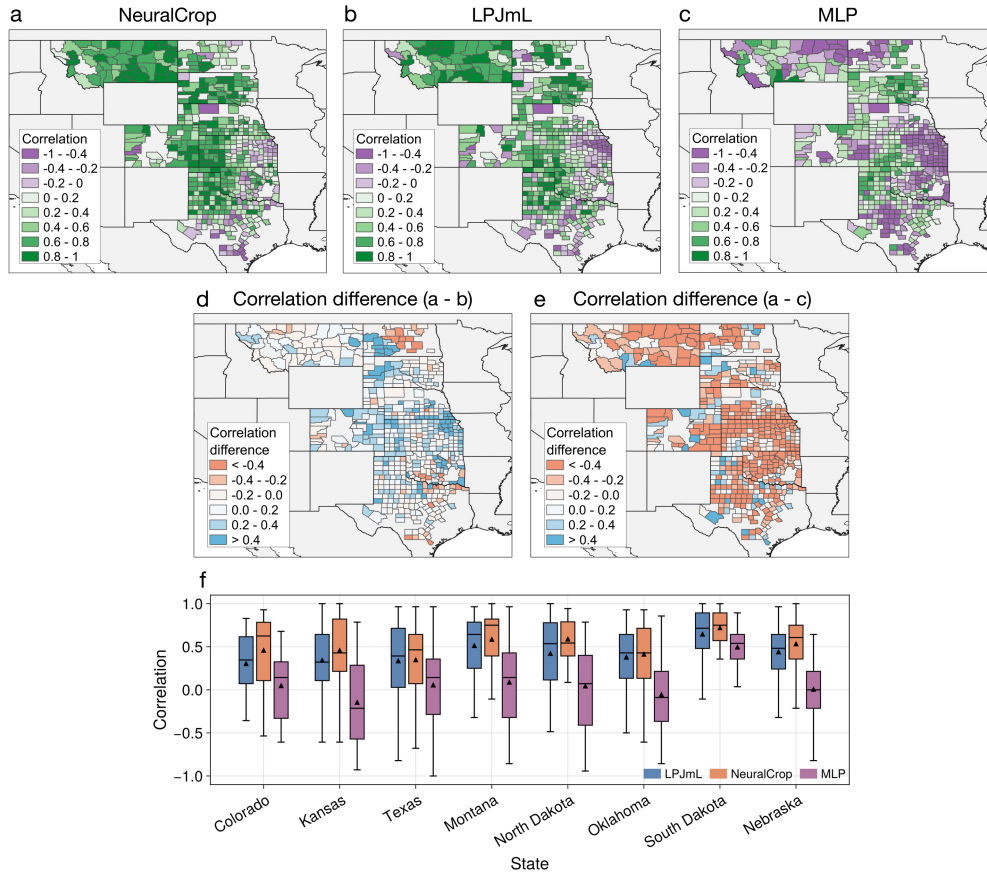 a NeuralCrop
b LPJmL
c MLP
Correlation
-1 - -0.4
-0.4 - -0.2
-0.2 - 0
0 - 0.2
0.2 - 0.4
0.4 - 0.6
0.6 - 0.8
0.8 - 1
Correlation
-1 - -0.4
-0.4 - -0.2
-0.2 - 0
0 - 0.2
0.2 - 0.4
0.4 - 0.6
0.6 - 0.8
0.8 - 1
Correlation
-1 - -0.4
-0.4 - -0.2
-0.2 - 0
0 - 0.2
0.2 - 0.4
0.4 - 0.6
0.6 - 0.8
0.8 - 1
d Correlation difference (a - b)
e Correlation difference (a - c)
Correlation
difference
< -0.4
-0.4 - -0.2
-0.2 - 0.0
0.0 - 0.2
0.2 - 0.4
> 0.4
Correlation
difference
< -0.4
-0.4 - -0.2
-0.2 - 0.0
0.0 - 0.2
0.2 - 0.4
> 0.4
f
Correlation
1.0
0.5
0.0
−0.5
−1.0
LPJmL NeuralCrop MLP
Colorado Kansas Texas Montana North Dakota Oklahoma South Dakota Nebraska
State